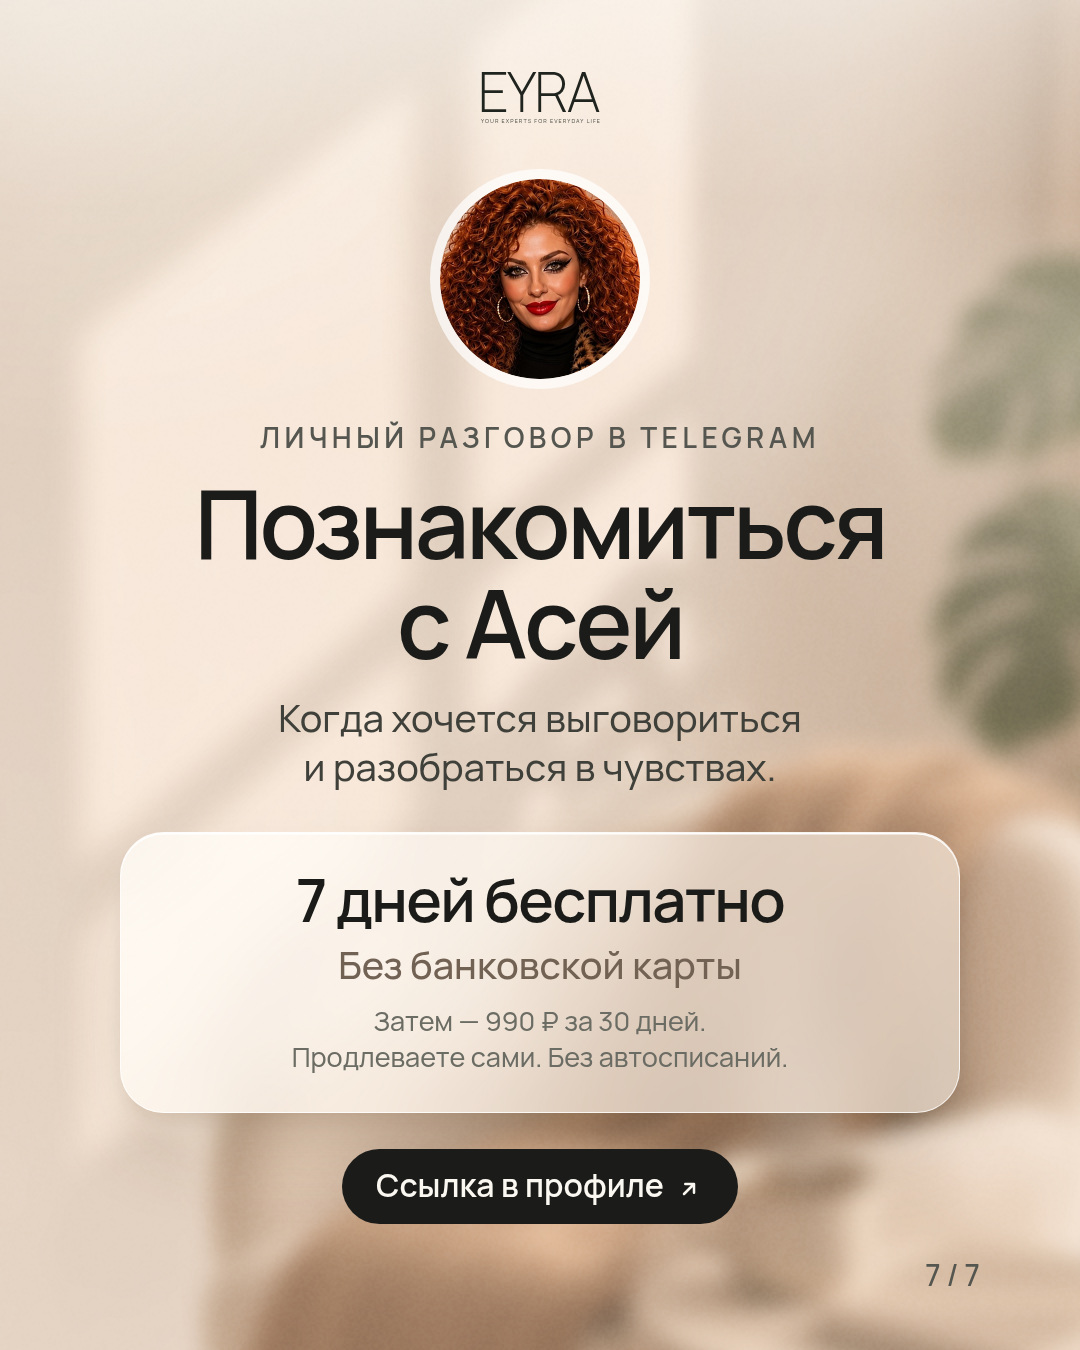 EYRA
YOUR EXPERTS FOR EVERYDAY LIFE
ЛИЧНЫЙ РАЗГОВОР В TELEGRAM
Познакомиться
с Асей
Когда хочется выговориться
и разобраться в чувствах.
7 дней бесплатно
Без банковской карты
Затем — 990 ₽ за 30 дней.
Продлеваете сами. Без автосписаний.
Ссылка в профиле ↗
7 / 7